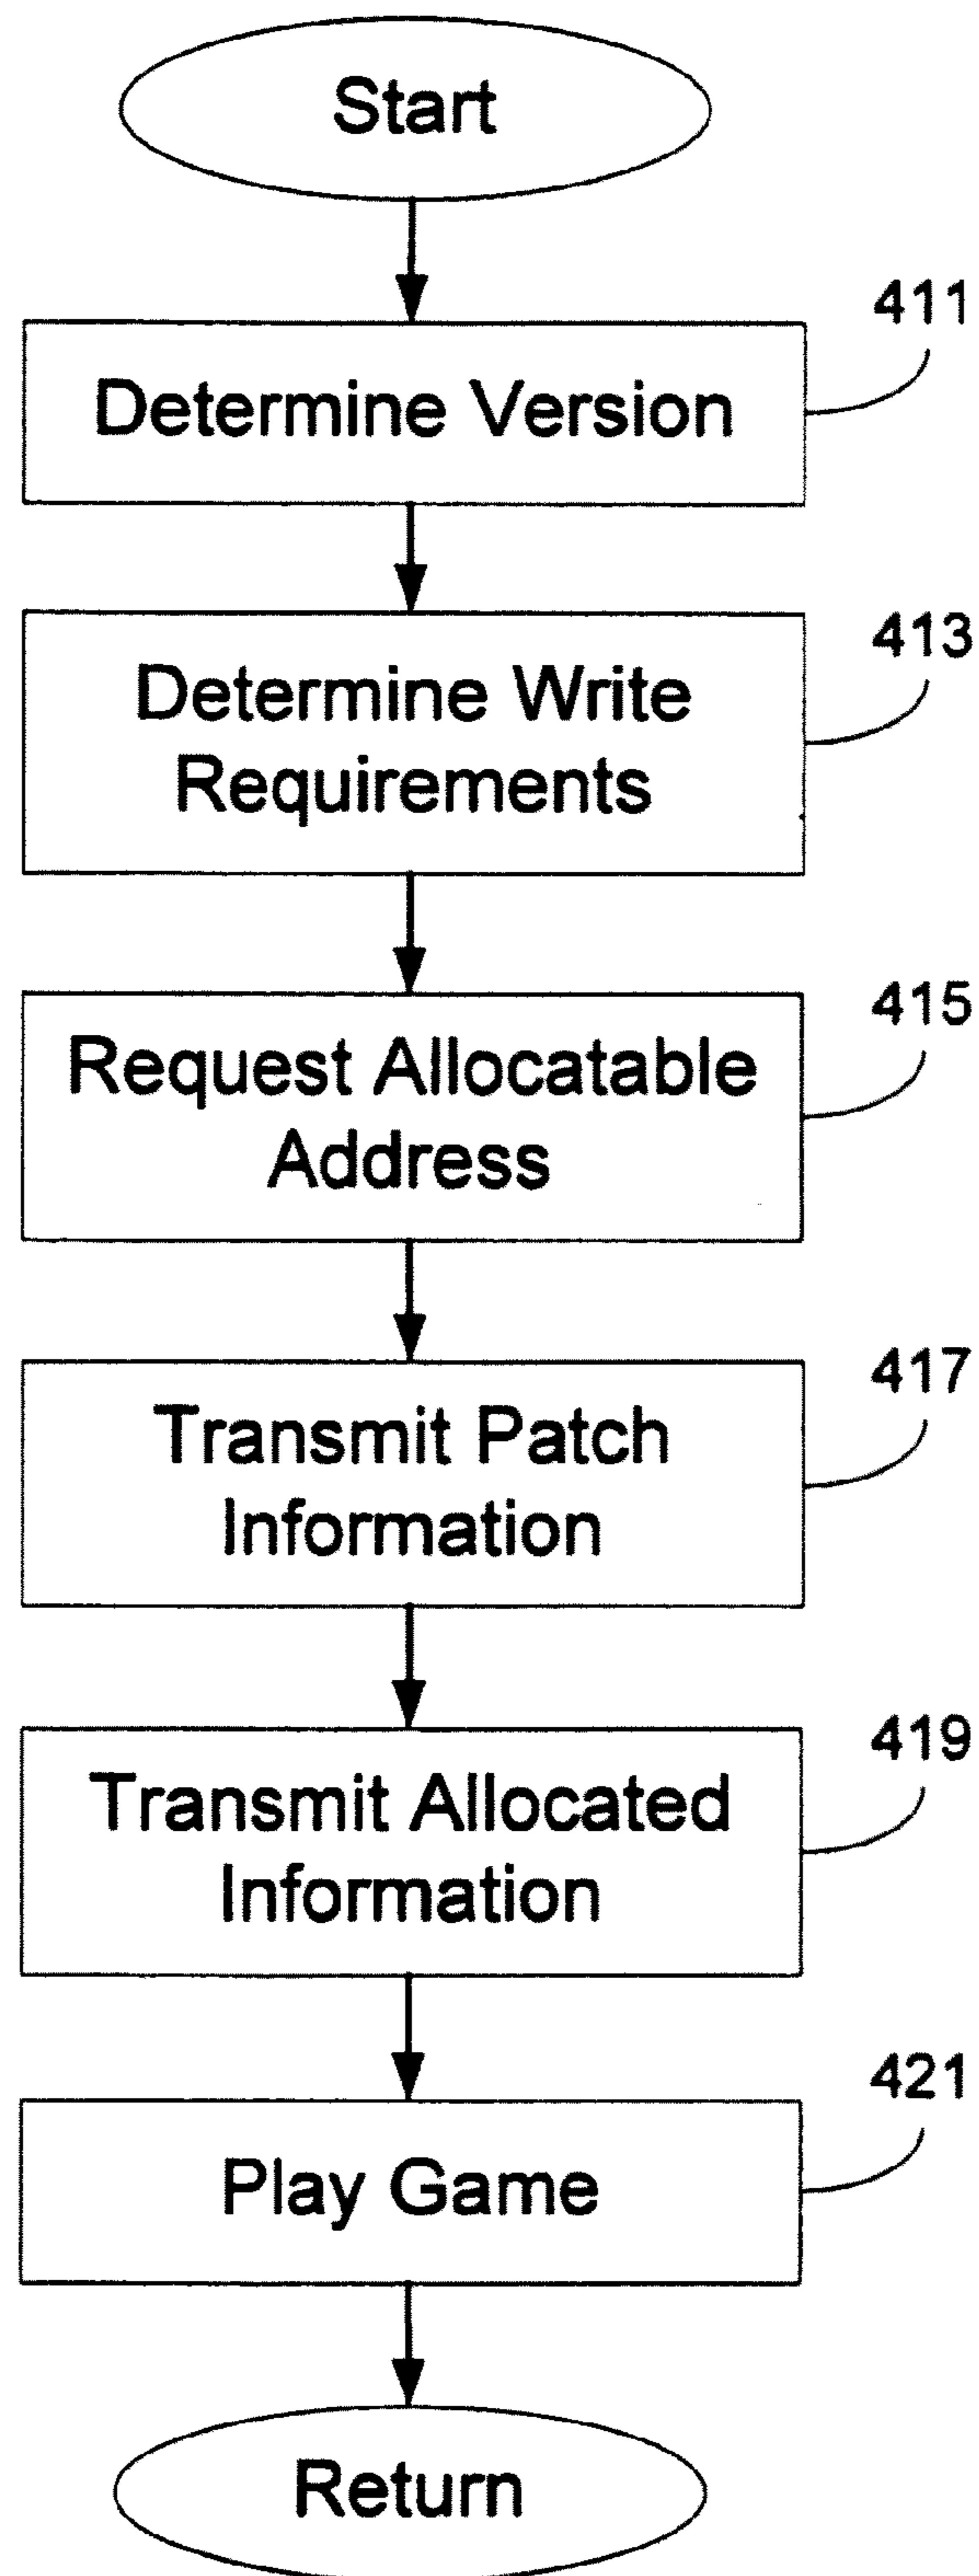 Start
411
Determine Version
413
Determine Write
Requirements
415
Request Allocatable
Address
417
Transmit Patch
Information
419
Transmit Allocated
Information
421
Play Game
Return